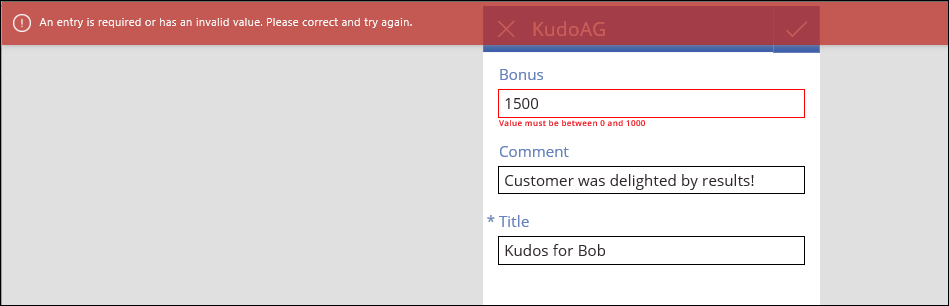 An entry is required or has an invalid value. Please correct and try again.
KudoAG
Bonus
1500
Value must be between 0 and 1000
Comment
Customer was delighted by results!
* Title
Kudos for Bob